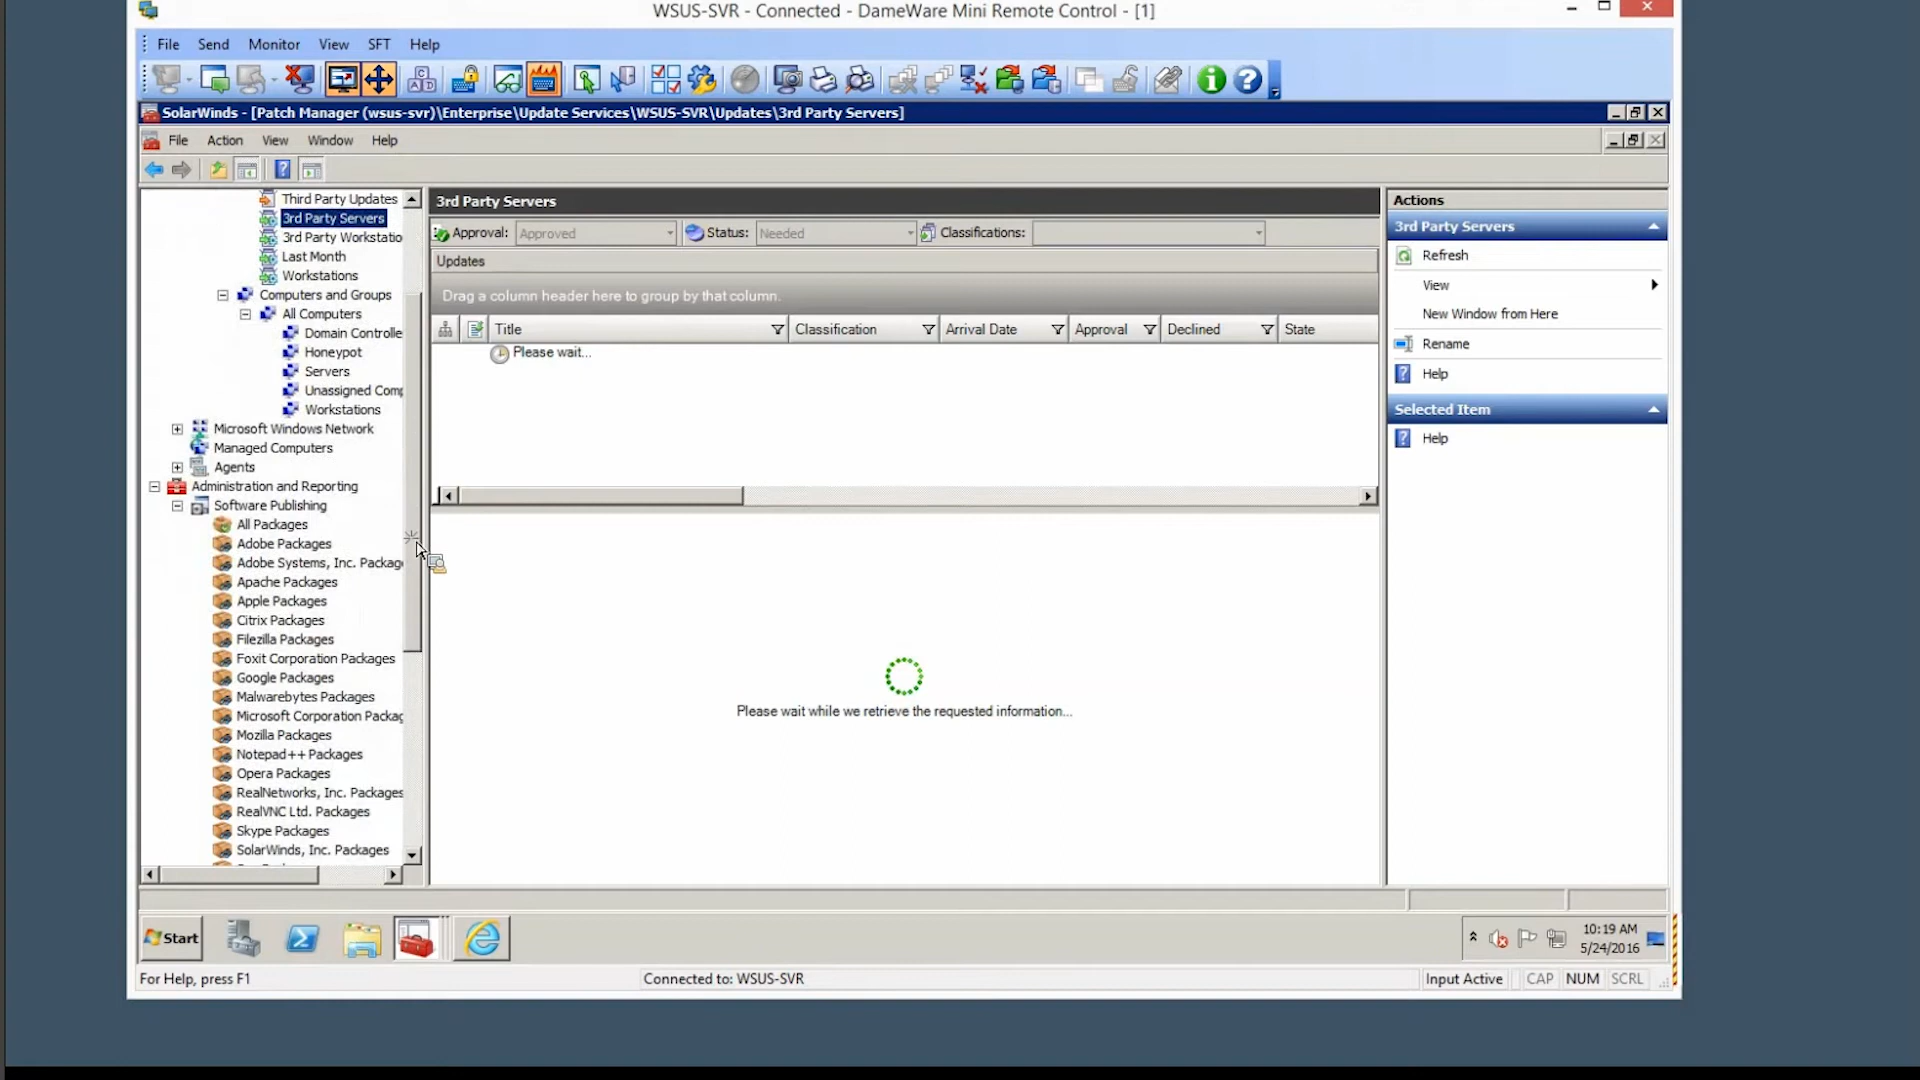 WSUS-SVR - Connected - DameWare Mini Remote Control - [1]
File Send Monitor View SFT Help
SolarWinds - [Patch Manager (wsus-svr)\Enterprise\Update Services\WSUS-SVR\Updates\3rd Party Servers]
File Action View Window Help
Third Party Updates
3rd Party Servers
3rd Party Workstatio
Last Month
Workstations
Computers and Groups
All Computers
Domain Controlle
Honeypot
Servers
Unassigned Comp
Workstations
Microsoft Windows Network
Managed Computers
Agents
Administration and Reporting
Software Publishing
All Packages
Adobe Packages
Adobe Systems, Inc. Packag
Apache Packages
Apple Packages
Citrix Packages
Filezilla Packages
Foxit Corporation Packages
Google Packages
Malwarebytes Packages
Microsoft Corporation Packag
Mozilla Packages
Notepad++ Packages
Opera Packages
RealNetworks, Inc. Packages
RealVNC Ltd. Packages
Skype Packages
SolarWinds, Inc. Packages
3rd Party Servers
Approval: Approved Status: Needed Classifications:
Updates
Drag a column header here to group by that column.
Title Classification Arrival Date Approval Declined State
Please wait...
Please wait while we retrieve the requested information...
Actions
3rd Party Servers
Refresh
View
New Window from Here
Rename
Help
Selected Item
Help
Start
10:19 AM
5/24/2016
For Help, press F1
Connected to: WSUS-SVR
Input Active CAP NUM SCRL